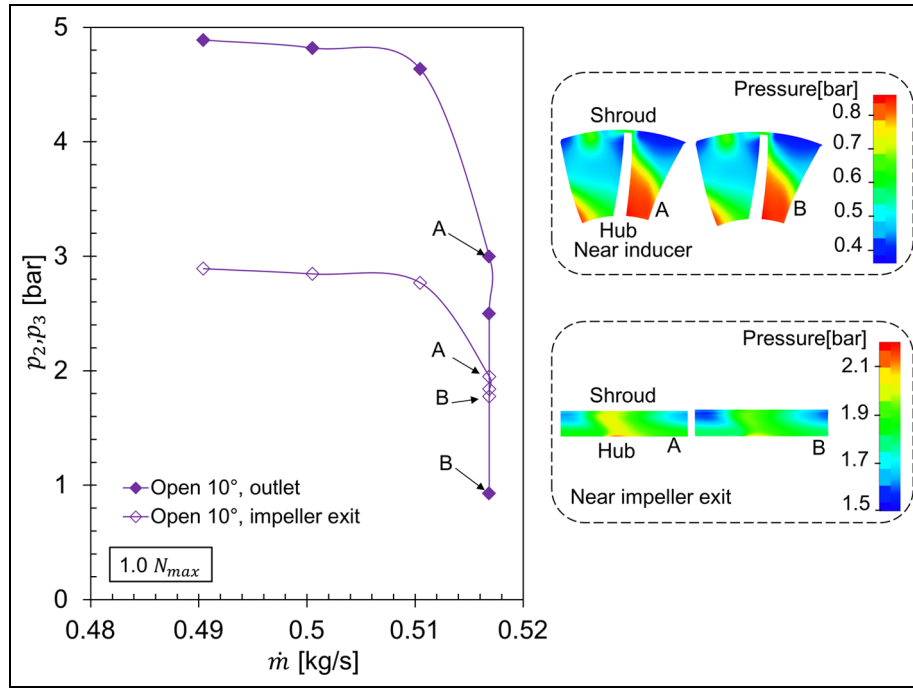 5
4
3
2
1
0
p₂,p₃ [bar]
A
A
B
B
Open 10°, outlet
Open 10°, impeller exit
1.0 N_max
0.48
0.49
0.5
0.51
0.52
ṁ [kg/s]
Pressure[bar]
Shroud
0.8
0.7
0.6
0.5
0.4
A
B
Hub
Near inducer
Pressure[bar]
2.1
1.9
1.7
1.5
Shroud
Hub
A
B
Near impeller exit